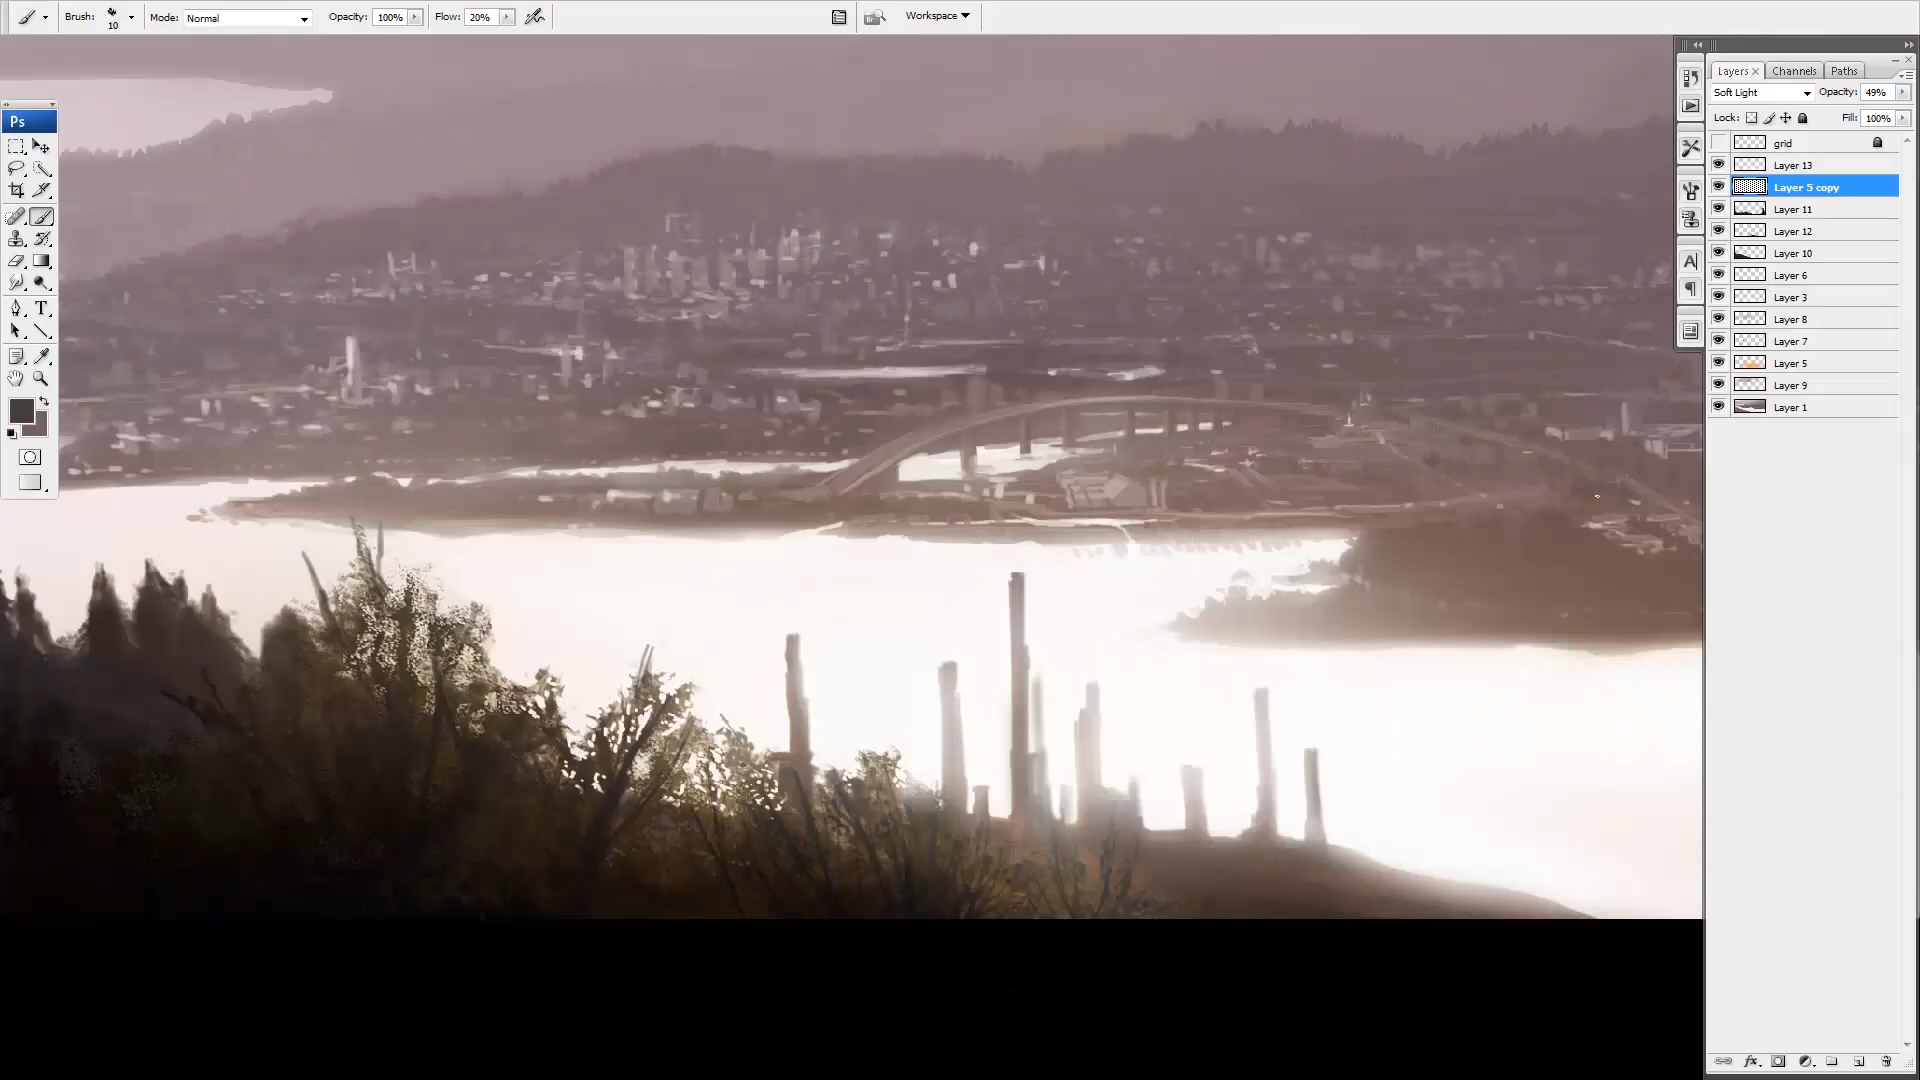 Brush: 10 Mode: Normal Opacity: 100% Flow: 20% Workspace
Layers Channels Paths
Soft Light Opacity: 49%
Lock: Fill: 100%
Ps
grid
Layer 13
Layer 5 copy
Layer 11
Layer 12
Layer 10
Layer 6
Layer 3
Layer 8
Layer 7
Layer 5
Layer 9
Layer 1